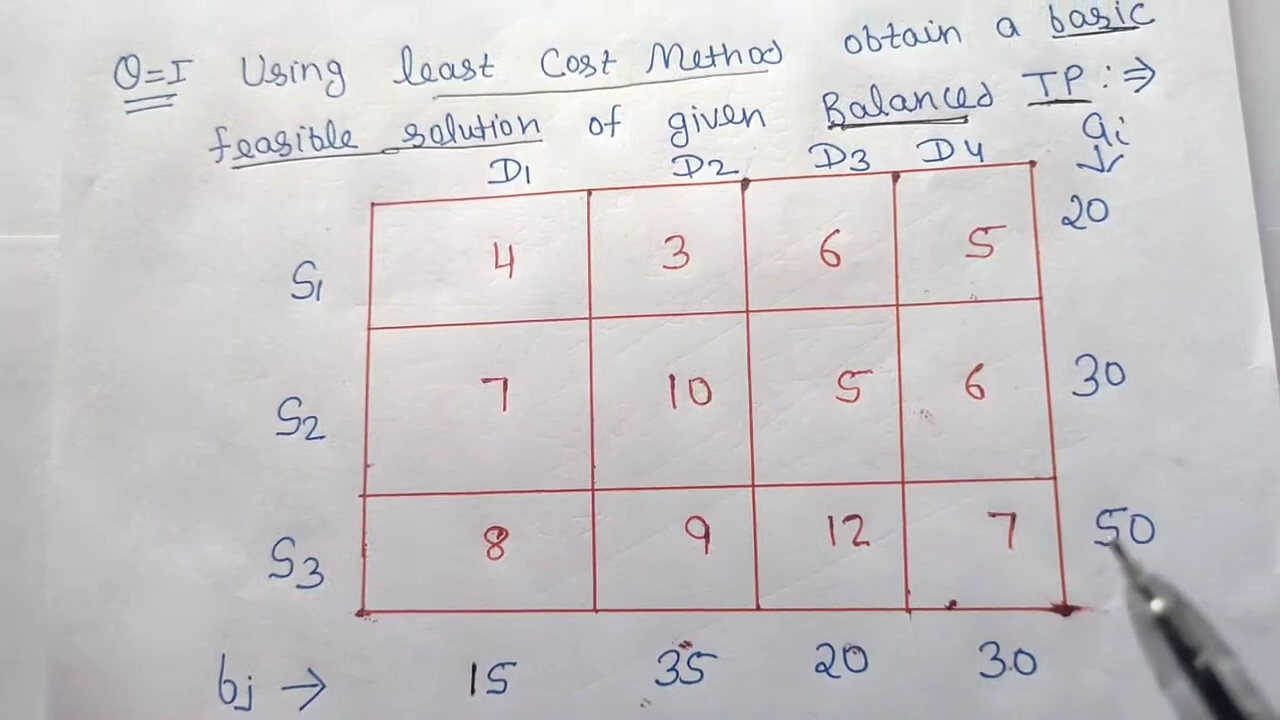 Q=I Using least Cost Method obtain a basic
feasible solution of given Balanced TP:⇒
D1 D2 D3 D4 ai ↓
S1 4 3 6 5 20
S2 7 10 5 6 30
S3 8 9 12 7 50
bj → 15 35 20 30